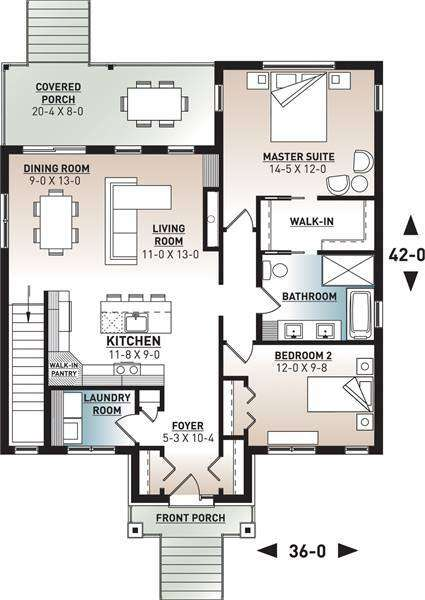 COVERED
PORCH
20-4 X 8-0
DINING ROOM
9-0 X 13-0
LIVING
ROOM
11-0 X 13-0
MASTER SUITE
14-5 X 12-0
WALK-IN
42-0
BATHROOM
KITCHEN
11-8 X 9-0
WALK-IN
PANTRY
BEDROOM 2
12-0 X 9-8
LAUNDRY
ROOM
FOYER
5-3 X 10-4
FRONT PORCH
36-0